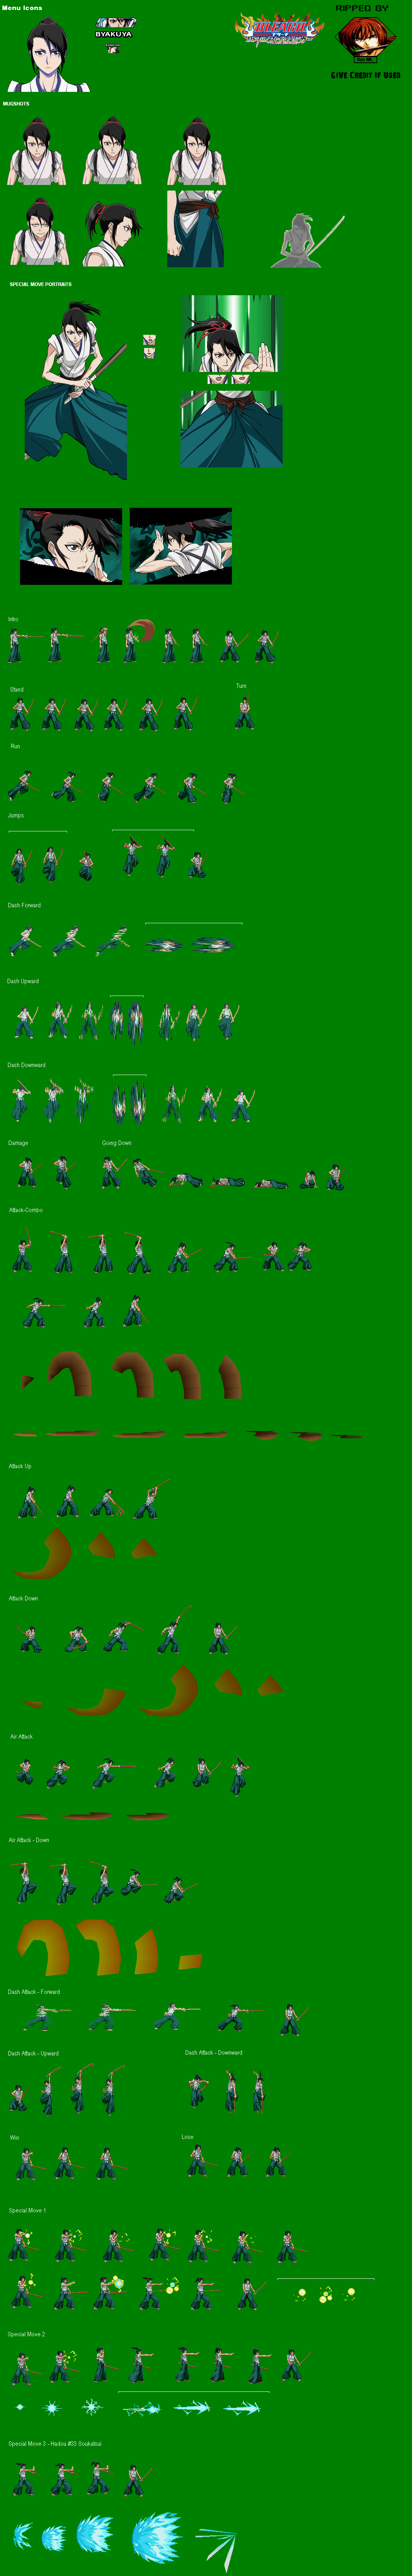 Menu Icons
RIPPED BY
BYAKUYA
BLEACH
GIVE CREDIT IF USED
MUGSHOTS
SPECIAL MOVE PORTRAITS
Intro
Stand
Turn
Run
Jumps
Dash Forward
Dash Upward
Dash Downward
Damage
Going Down
Attack-Combo
Attack Up
Attack Down
Air Attack
Air Attack - Down
Dash Attack - Forward
Dash Attack - Upward
Dash Attack - Downward
Win
Lose
Special Move 1
Special Move 2
Special Move 3 - Hadou #33 Soukatsui